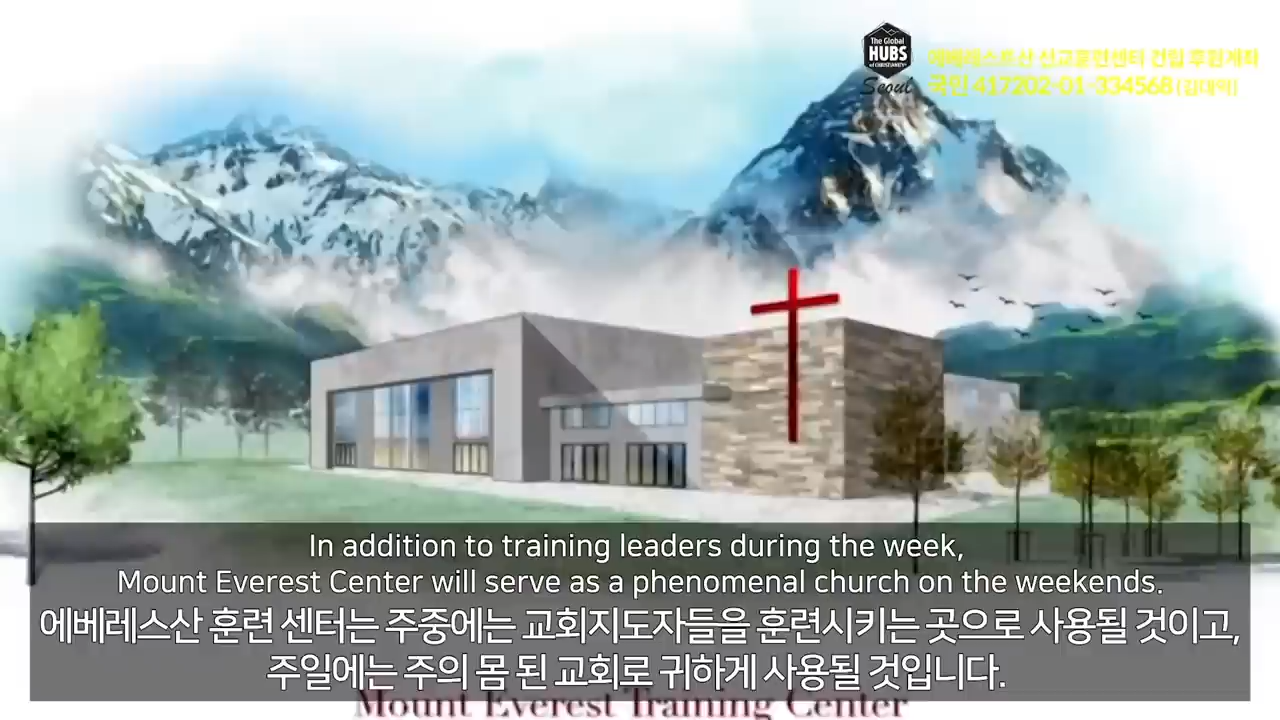 The Global
HUBS
of CHRISTIANITY
Seoul
에베레스트산 선교훈련센터 건립 후원계좌
국민 417202-01-334568 (김대억)
In addition to training leaders during the week,
Mount Everest Center will serve as a phenomenal church on the weekends.
에베레스산 훈련 센터는 주중에는 교회지도자들을 훈련시키는 곳으로 사용될 것이고,
주일에는 주의 몸 된 교회로 귀하게 사용될 것입니다.
Mount Everest Training Center